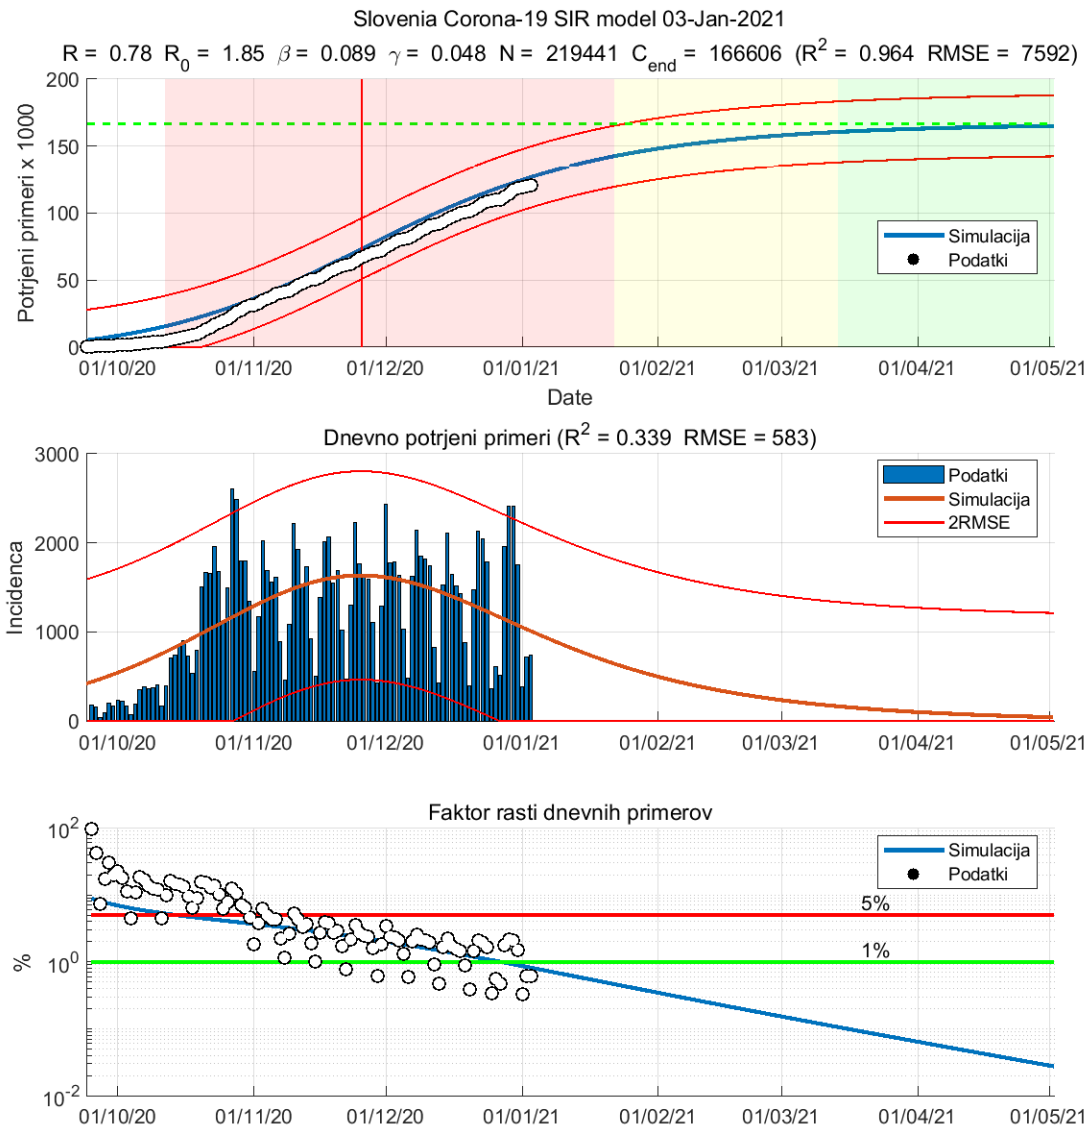 Slovenia Corona-19 SIR model 03-Jan-2021
R = 0.78 R0 = 1.85 β = 0.089 γ = 0.048 N = 219441 Cend = 166606 (R2 = 0.964 RMSE = 7592)
Potrjeni primeri x 1000
200
150
100
50
0
Simulacija
Podatki
01/10/20 01/11/20 01/12/20 01/01/21 01/02/21 01/03/21 01/04/21 01/05/21
Date
Dnevno potrjeni primeri (R2 = 0.339 RMSE = 583)
Incidenca
3000
2000
1000
0
Podatki
Simulacija
2RMSE
01/10/20 01/11/20 01/12/20 01/01/21 01/02/21 01/03/21 01/04/21 01/05/21
Faktor rasti dnevnih primerov
%
102
100
10-2
Simulacija
Podatki
5%
1%
01/10/20 01/11/20 01/12/20 01/01/21 01/02/21 01/03/21 01/04/21 01/05/21